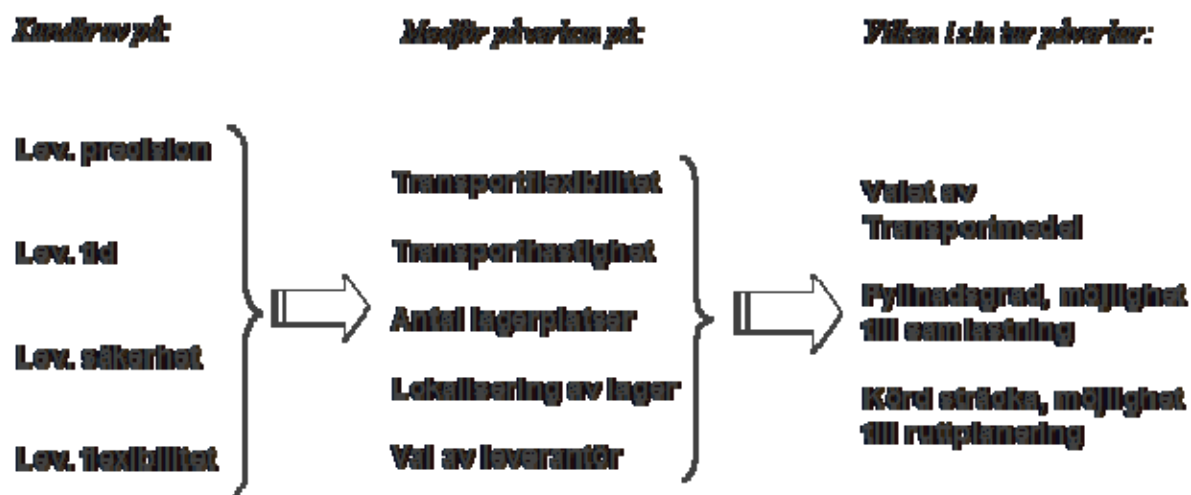 Kundkrav på:
Medför påverkan på:
Vilken i sin tur påverkar:
Lev. precision
Lev. tid
Lev. säkerhet
Lev. flexibilitet
Transportflexibilitet
Transporthastighet
Antal lagerplatser
Lokalisering av lager
Val av leverantör
Valet av
Transportmedel
Fyllnadsgrad, möjlighet
till samlastning
Körd sträcka, möjlighet
till ruttplanering